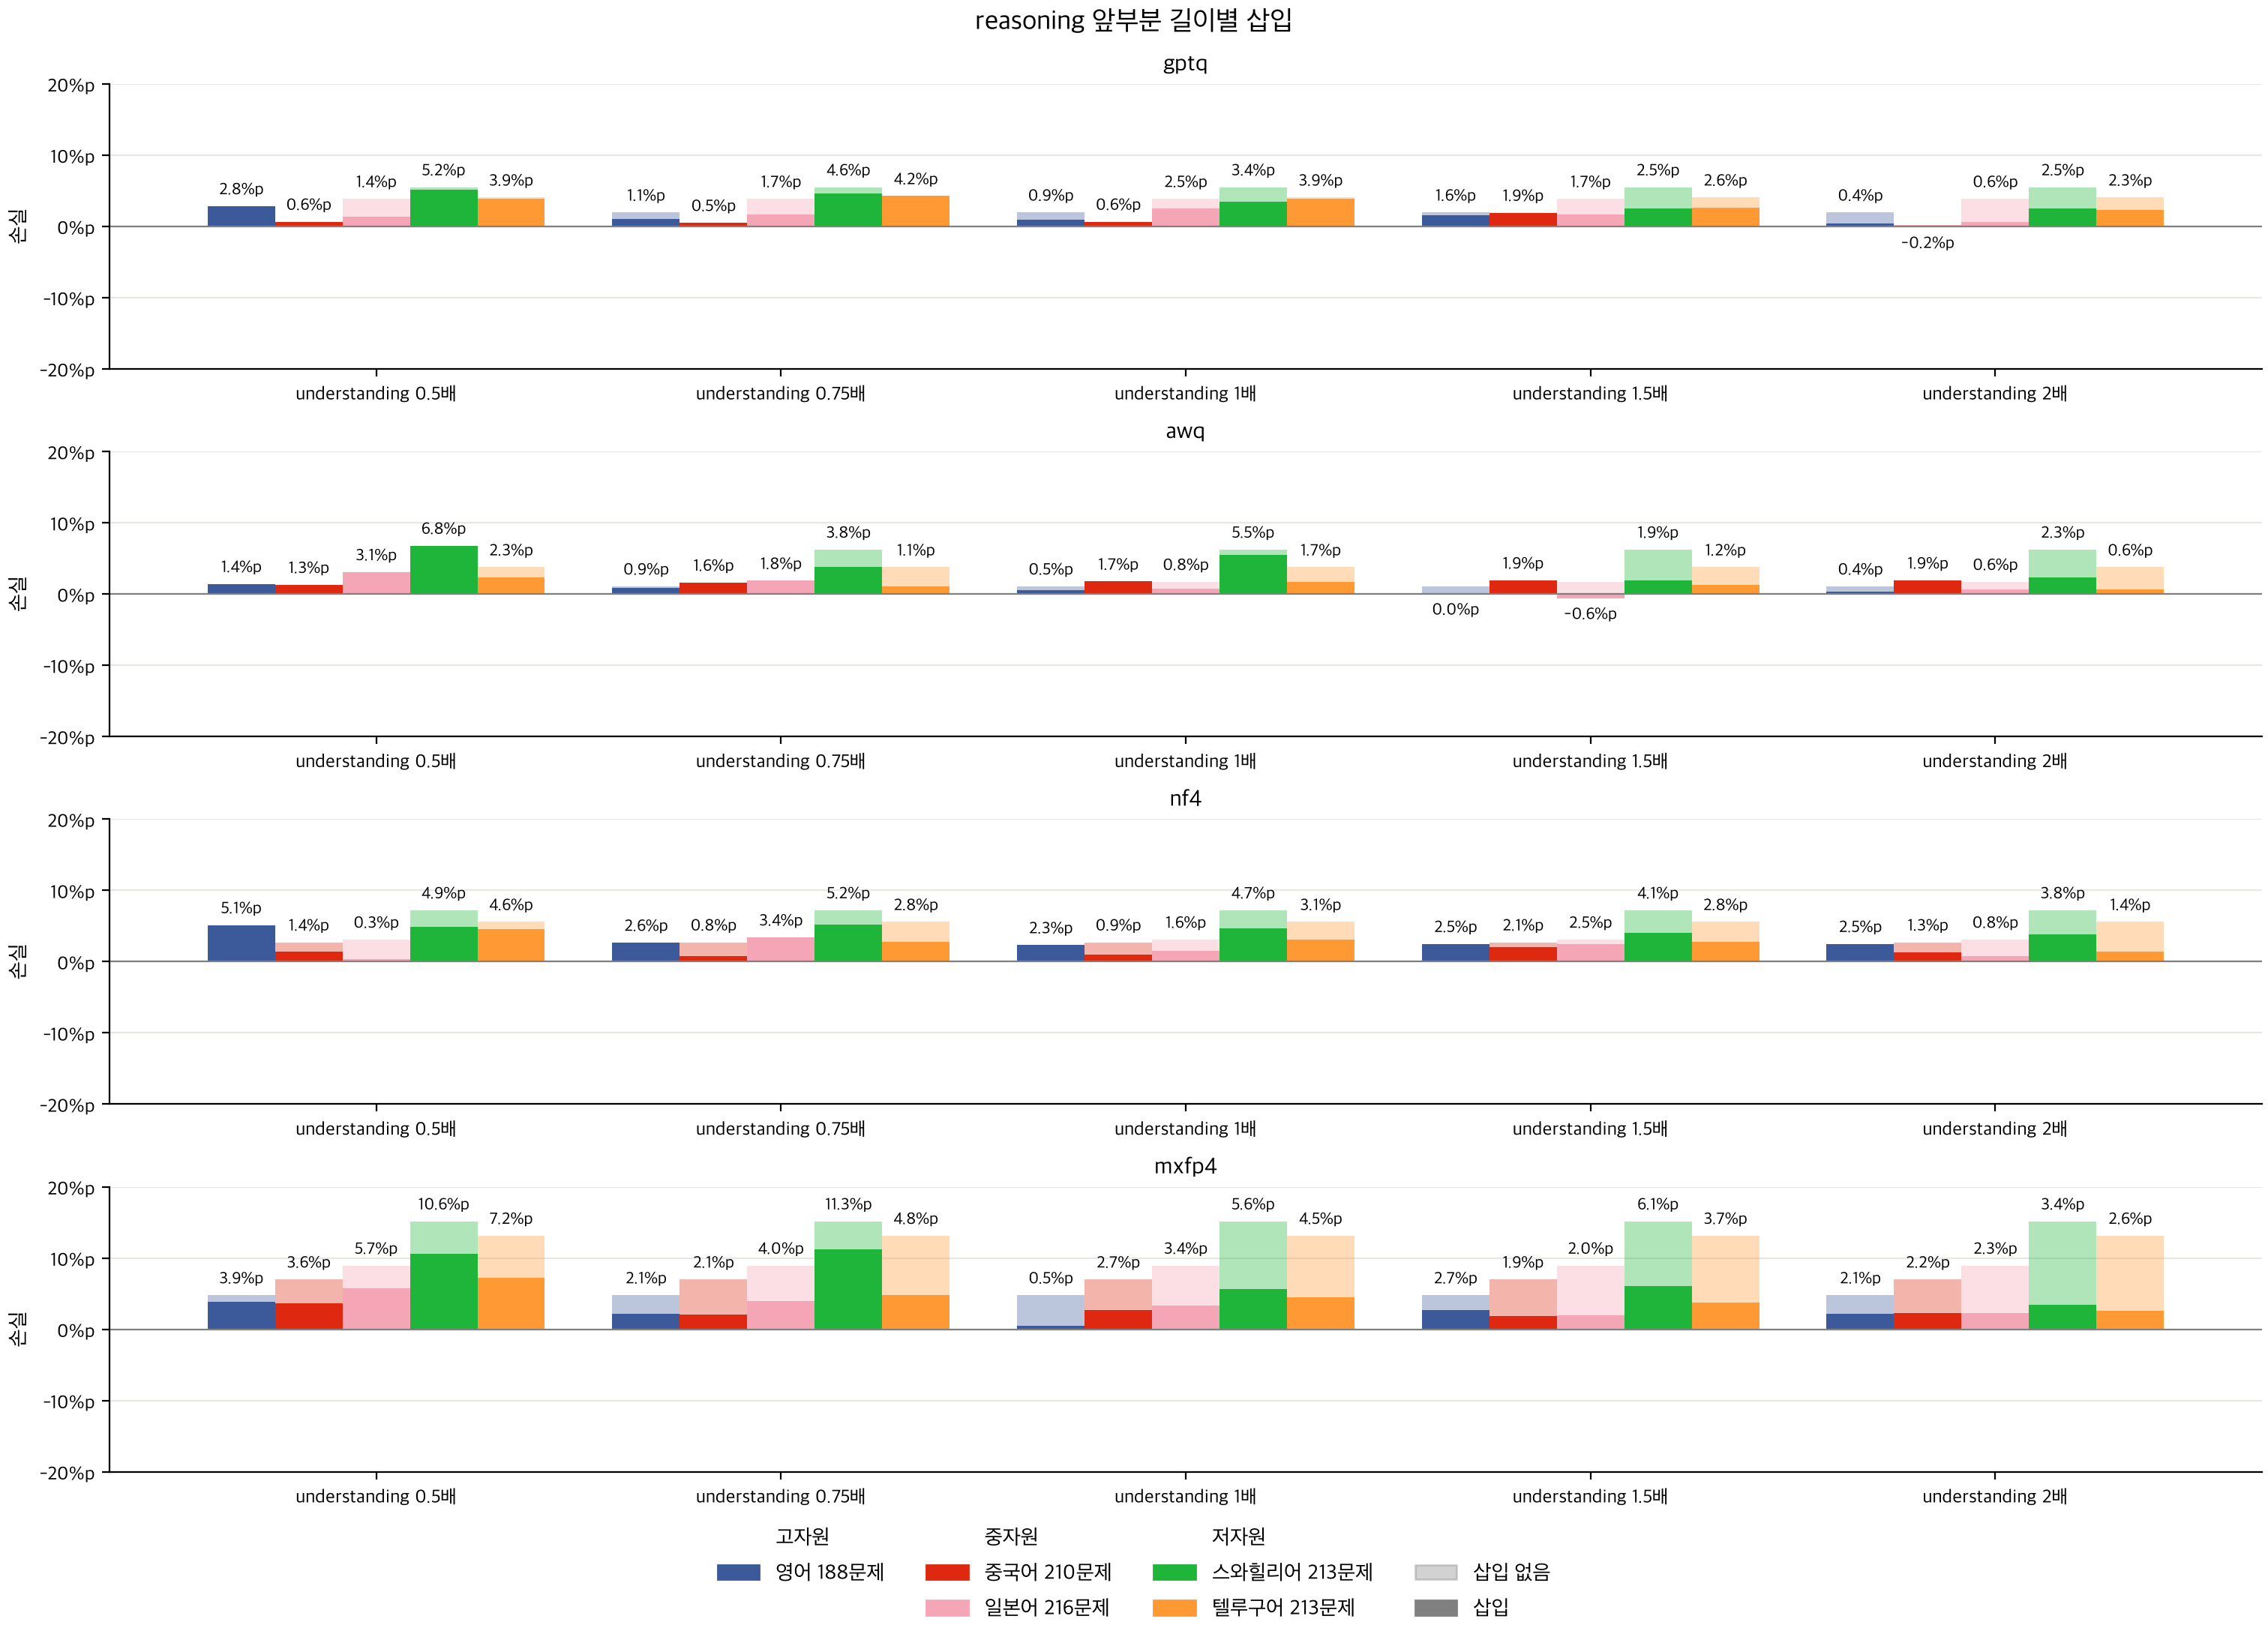 reasoning 앞부분 길이별 삽입
gptq
20%p
10%p
0%p
-10%p
-20%p
손실
2.8%p 0.6%p 1.4%p 5.2%p 3.9%p
1.1%p 0.5%p 1.7%p 4.6%p 4.2%p
0.9%p 0.6%p 2.5%p 3.4%p 3.9%p
1.6%p 1.9%p 1.7%p 2.5%p 2.6%p
0.4%p -0.2%p 0.6%p 2.5%p 2.3%p
understanding 0.5배 understanding 0.75배 understanding 1배 understanding 1.5배 understanding 2배
awq
20%p
10%p
0%p
-10%p
-20%p
손실
1.4%p 1.3%p 3.1%p 6.8%p 2.3%p
0.9%p 1.6%p 1.8%p 3.8%p 1.1%p
0.5%p 1.7%p 0.8%p 5.5%p 1.7%p
0.0%p 1.9%p -0.6%p 1.9%p 1.2%p
0.4%p 1.9%p 0.6%p 2.3%p 0.6%p
understanding 0.5배 understanding 0.75배 understanding 1배 understanding 1.5배 understanding 2배
nf4
20%p
10%p
0%p
-10%p
-20%p
손실
5.1%p 1.4%p 0.3%p 4.9%p 4.6%p
2.6%p 0.8%p 3.4%p 5.2%p 2.8%p
2.3%p 0.9%p 1.6%p 4.7%p 3.1%p
2.5%p 2.1%p 2.5%p 4.1%p 2.8%p
2.5%p 1.3%p 0.8%p 3.8%p 1.4%p
understanding 0.5배 understanding 0.75배 understanding 1배 understanding 1.5배 understanding 2배
mxfp4
20%p
10%p
0%p
-10%p
-20%p
손실
3.9%p 3.6%p 5.7%p 10.6%p 7.2%p
2.1%p 2.1%p 4.0%p 11.3%p 4.8%p
0.5%p 2.7%p 3.4%p 5.6%p 4.5%p
2.7%p 1.9%p 2.0%p 6.1%p 3.7%p
2.1%p 2.2%p 2.3%p 3.4%p 2.6%p
understanding 0.5배 understanding 0.75배 understanding 1배 understanding 1.5배 understanding 2배
고자원 중자원 저자원
영어 188문제 중국어 210문제 스와힐리어 213문제 삽입 없음
일본어 216문제 텔루구어 213문제 삽입